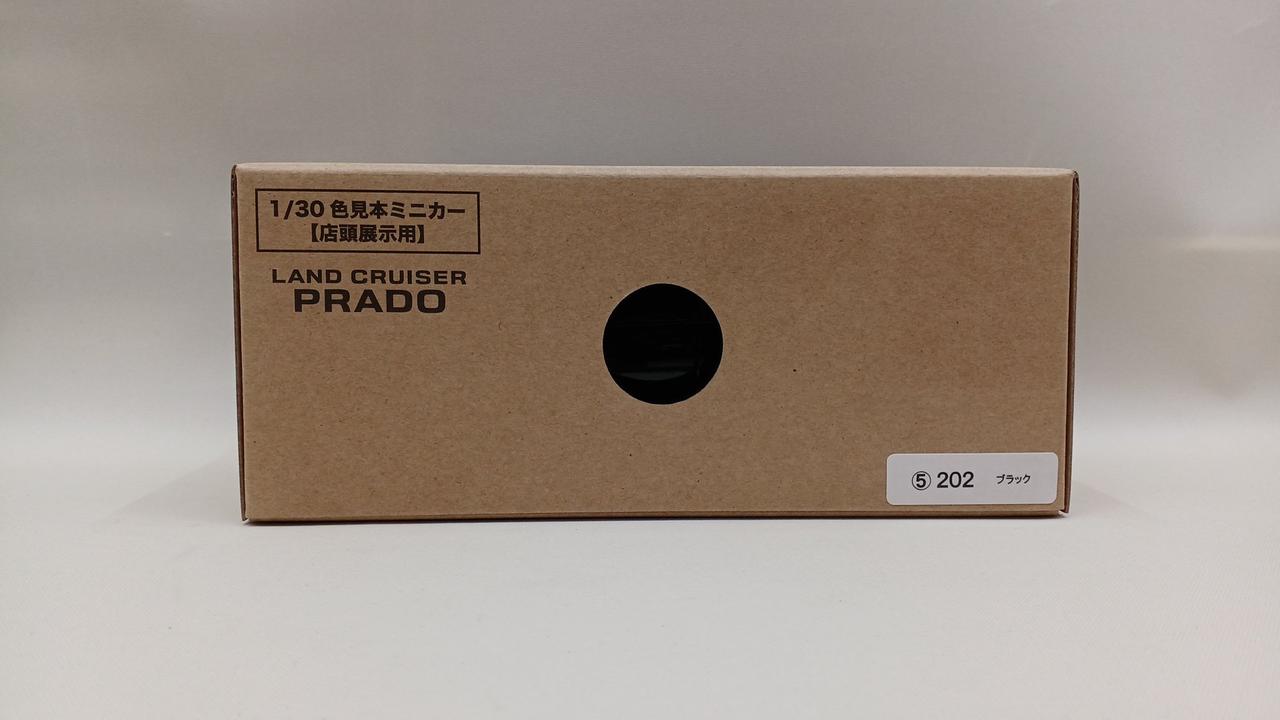 1/30 色見本ミニカー
【店頭展示用】
LAND CRUISER
PRADO
⑤ 202 ブラック